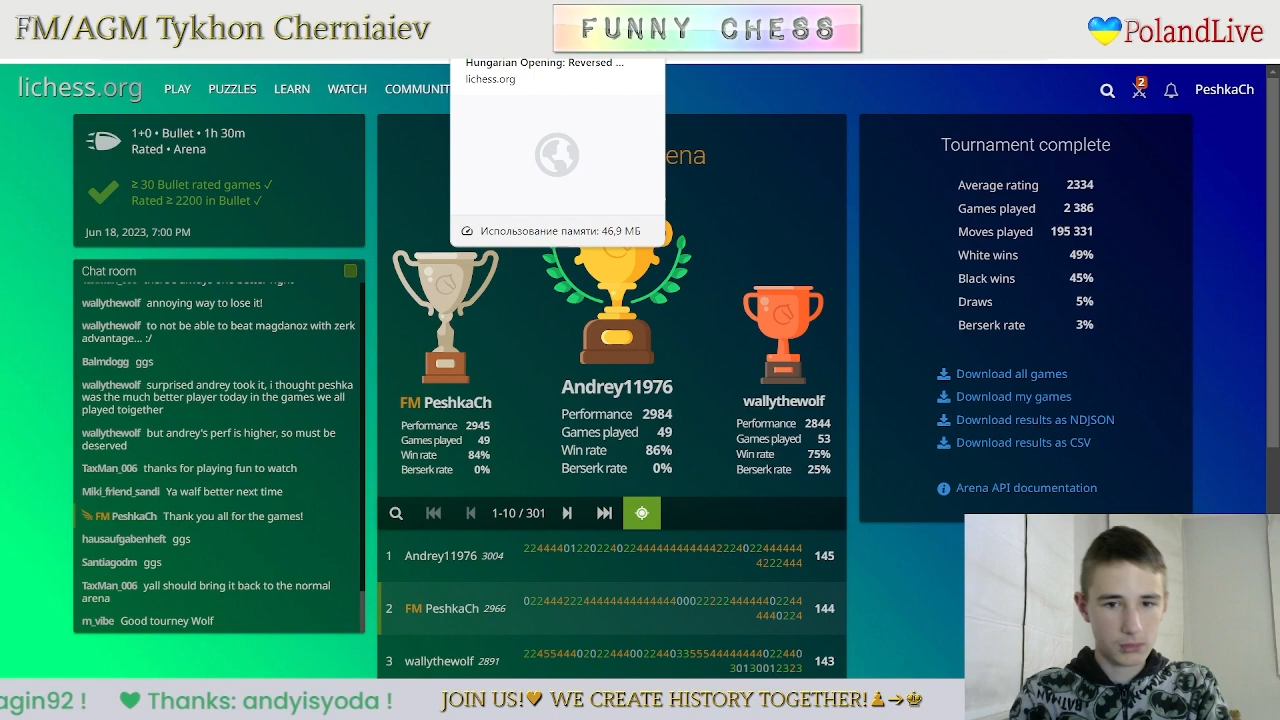 FM/AGM Tykhon Cherniaiev
FUNNY CHESS
PolandLive
lichess.org
PLAY
PUZZLES
LEARN
WATCH
COMMUNIT
2
PeshkaCh
Hungarian Opening: Reversed ...
lichess.org
Использование памяти: 46,9 МБ
1+0 • Bullet • 1h 30m
Rated • Arena
≥ 30 Bullet rated games ✓
Rated ≥ 2200 in Bullet ✓
Jun 18, 2023, 7:00 PM
Chat room
wallythewolf annoying way to lose it!
wallythewolf to not be able to beat magdanoz with zerk
advantage... :/
Balmdogg ggs
wallythewolf surprised andrey took it, i thought peshka
was the much better player today in the games we all
played toigether
wallythewolf but andrey's perf is higher, so must be
deserved
TaxMan_006 thanks for playing fun to watch
Miki_friend_sandi Ya walf better next time
FM PeshkaCh Thank you all for the games!
hausaufgabenheft ggs
Santiagodm ggs
TaxMan_006 yall should bring it back to the normal
arena
m_vibe Good tourney Wolf
ena
FM PeshkaCh
Performance 2945
Games played 49
Win rate 84%
Berserk rate 0%
Andrey11976
Performance 2984
Games played 49
Win rate 86%
Berserk rate 0%
wallythewolf
Performance 2844
Games played 53
Win rate 75%
Berserk rate 25%
1-10 / 301
1 Andrey11976 3004 145
2 FM PeshkaCh 2966 144
3 wallythewolf 2891 143
Tournament complete
Average rating 2334
Games played 2 386
Moves played 195 331
White wins 49%
Black wins 45%
Draws 5%
Berserk rate 3%
Download all games
Download my games
Download results as NDJSON
Download results as CSV
Arena API documentation
BATMAN
agin92 ! Thanks: andyisyoda !
JOIN US! WE CREATE HISTORY TOGETHER!